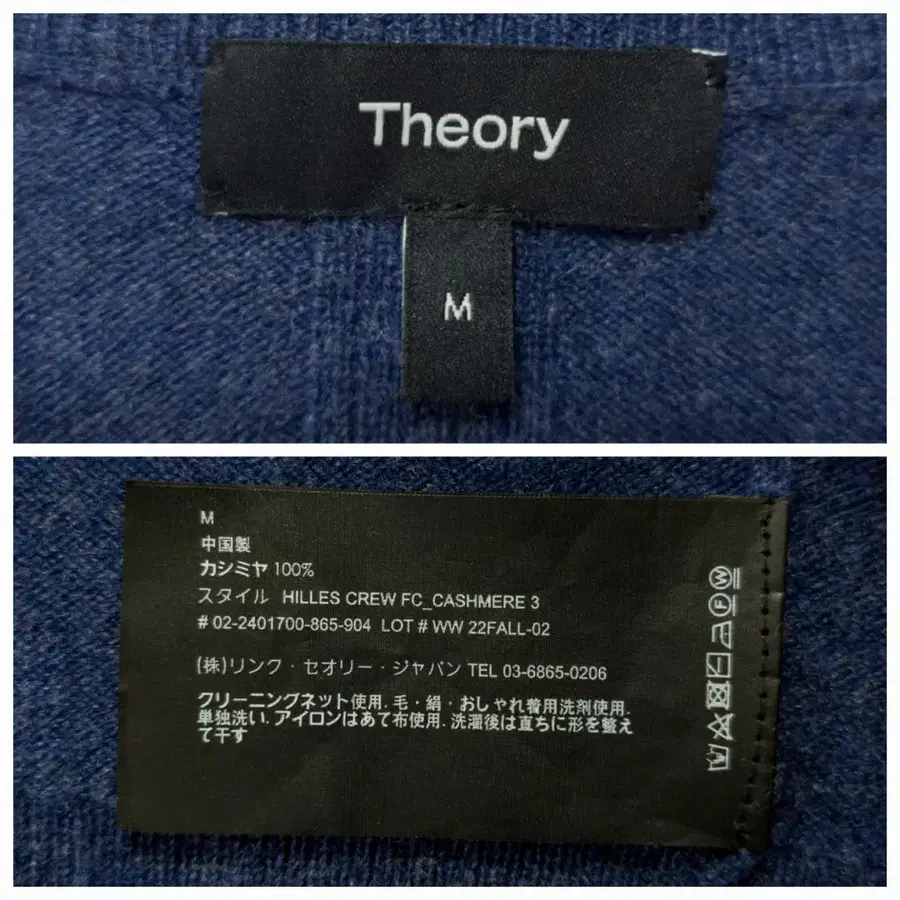 Theory
M
M
中国製
カシミヤ 100%
スタイル HILLES CREW FC_CASHMERE 3
# 02-2401700-865-904 LOT # WW 22FALL-02
(株)リンク・セオリー・ジャパン TEL 03-6865-0206
クリーニングネット使用. 毛・絹・おしゃれ着用洗剤使用.
単独洗い. アイロンはあて布使用. 洗濯後は直ちに形を整え
て干す
W
F